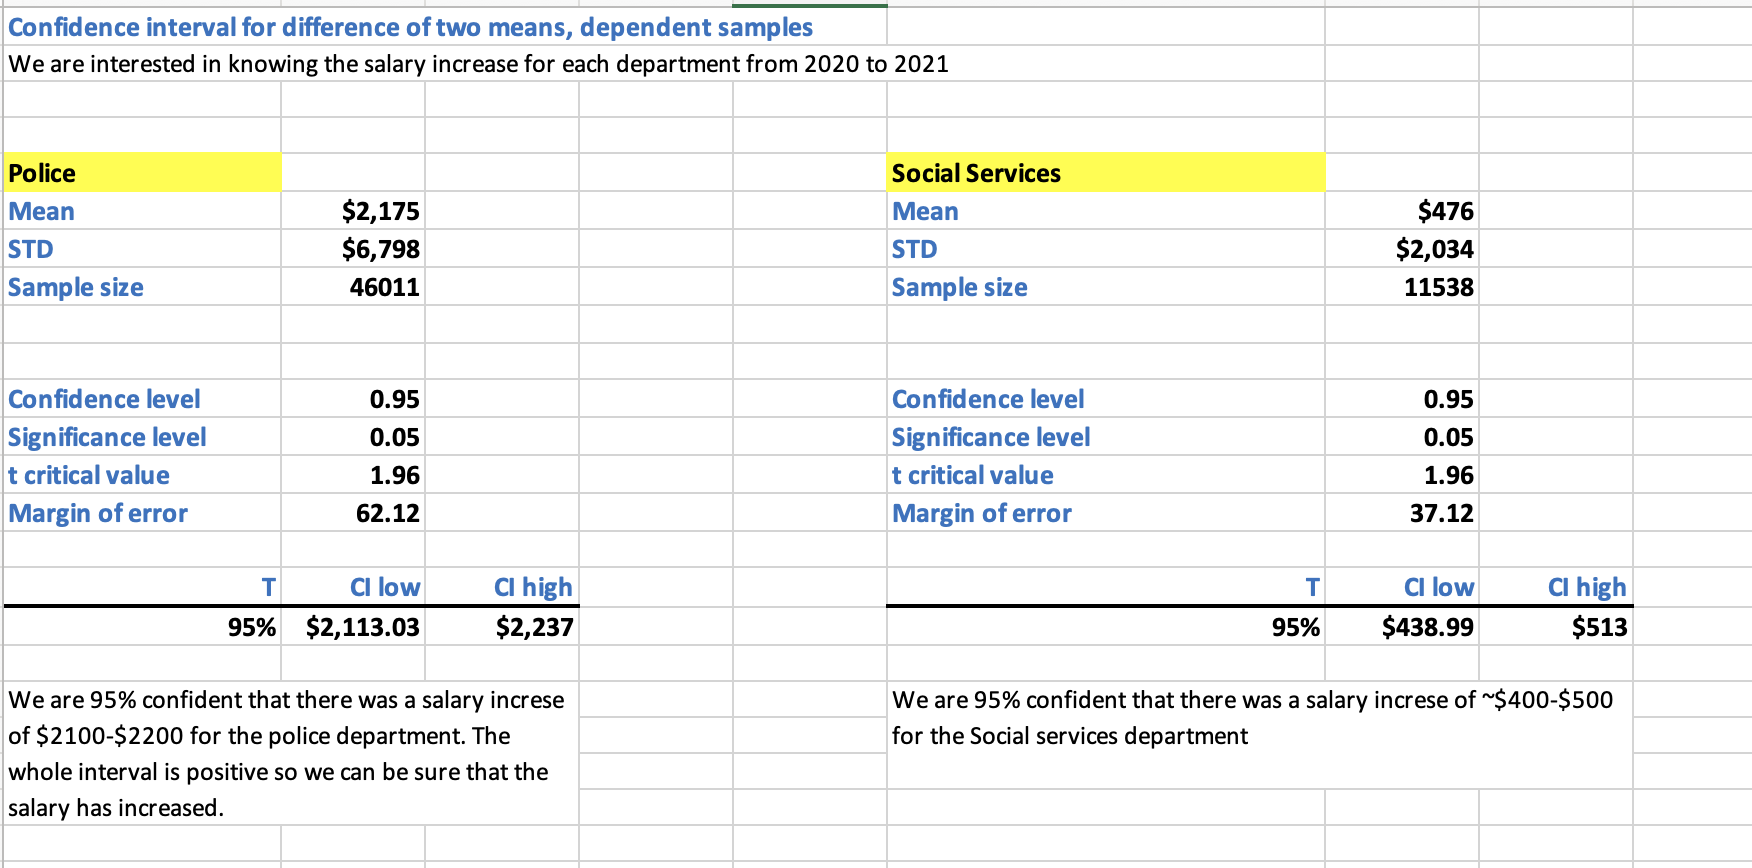 Confidence interval for difference of two means, dependent samples
We are interested in knowing the salary increase for each department from 2020 to 2021
Police
Mean $2,175
STD $6,798
Sample size 46011
Confidence level 0.95
Significance level 0.05
t critical value 1.96
Margin of error 62.12
T CI low CI high
95% $2,113.03 $2,237
We are 95% confident that there was a salary increse
of $2100-$2200 for the police department. The
whole interval is positive so we can be sure that the
salary has increased.
Social Services
Mean $476
STD $2,034
Sample size 11538
Confidence level 0.95
Significance level 0.05
t critical value 1.96
Margin of error 37.12
T CI low CI high
95% $438.99 $513
We are 95% confident that there was a salary increse of ~$400-$500
for the Social services department